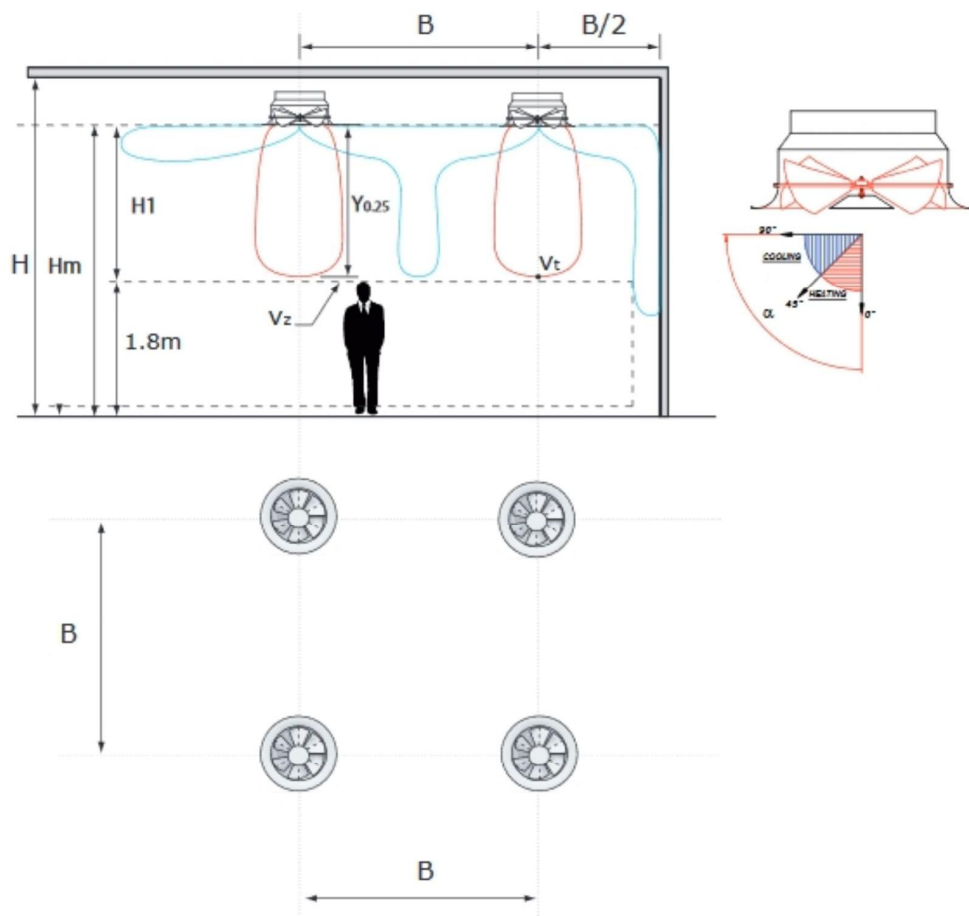 B
B/2
H1
Y0.25
H
Hm
Vt
Vz
1.8m
90°
COOLING
HEATING
45°
α
0°
B
B